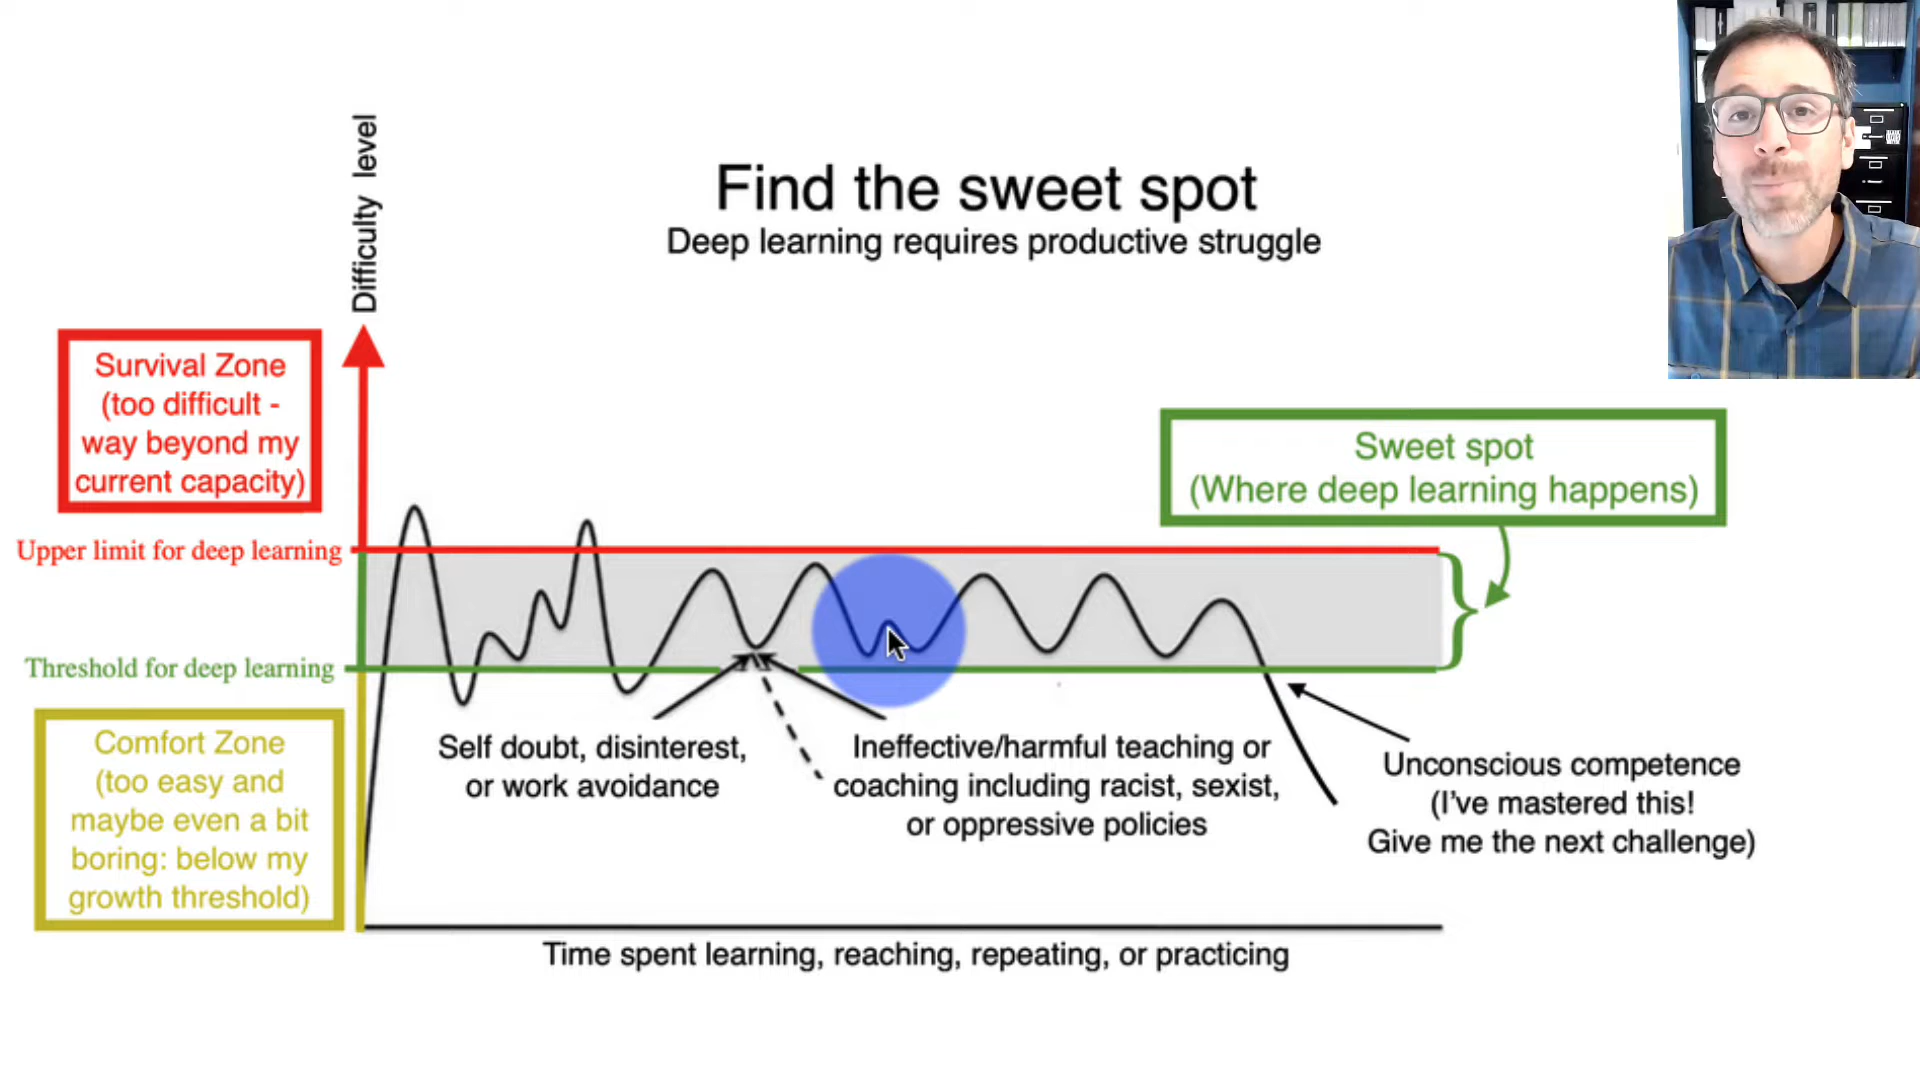 Difficulty level
Find the sweet spot
Deep learning requires productive struggle
Survival Zone
(too difficult -
way beyond my
current capacity)
Sweet spot
(Where deep learning happens)
Upper limit for deep learning
Threshold for deep learning
Comfort Zone
(too easy and
maybe even a bit
boring: below my
growth threshold)
Self doubt, disinterest,
or work avoidance
Ineffective/harmful teaching or
coaching including racist, sexist,
or oppressive policies
Unconscious competence
(I've mastered this!
Give me the next challenge)
Time spent learning, reaching, repeating, or practicing